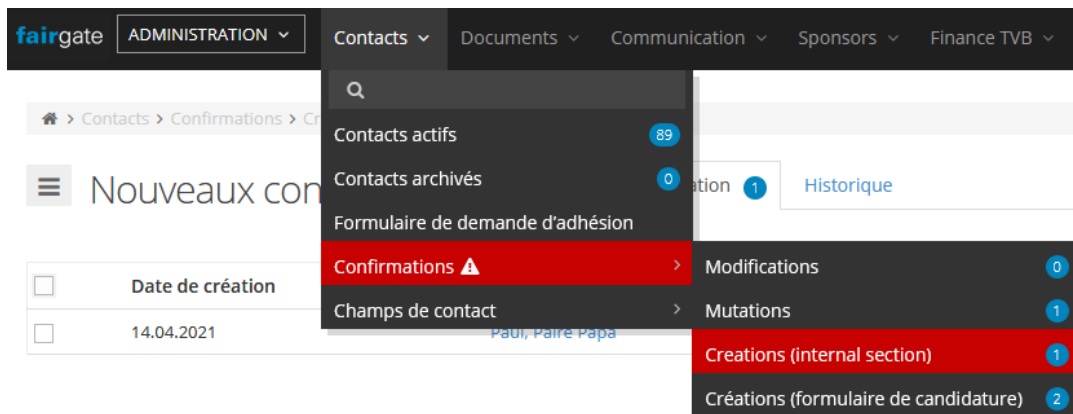 fairgate ADMINISTRATION Contacts Documents Communication Sponsors Finance TVB
> Contacts > Confirmations > Cr
Contacts actifs 89
Nouveaux con
Contacts archivés 0
ation 1 Historique
Formulaire de demande d'adhésion
Confirmations >
Modifications 0
Date de création
Champs de contact >
Mutations 1
14.04.2021 Paul, Paire Papa
Creations (internal section) 1
Créations (formulaire de candidature) 2